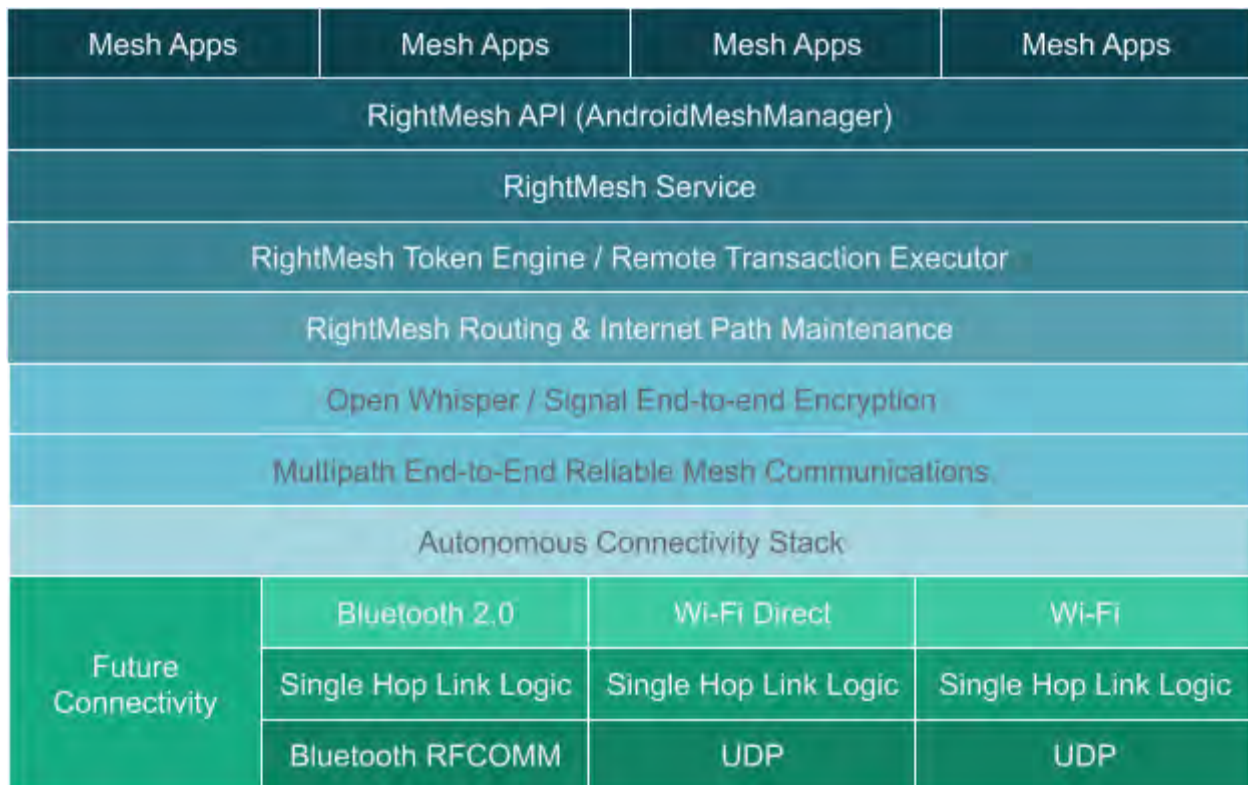 Mesh Apps Mesh Apps Mesh Apps Mesh Apps
RightMesh API (AndroidMeshManager)
RightMesh Service
RightMesh Token Engine / Remote Transaction Executor
RightMesh Routing & Internet Path Maintenance
Open Whisper / Signal End-to-end Encryption
Multipath End-to-End Reliable Mesh Communications
Autonomous Connectivity Stack
Future
Connectivity
Bluetooth 2.0 Wi-Fi Direct Wi-Fi
Single Hop Link Logic Single Hop Link Logic Single Hop Link Logic
Bluetooth RFCOMM UDP UDP